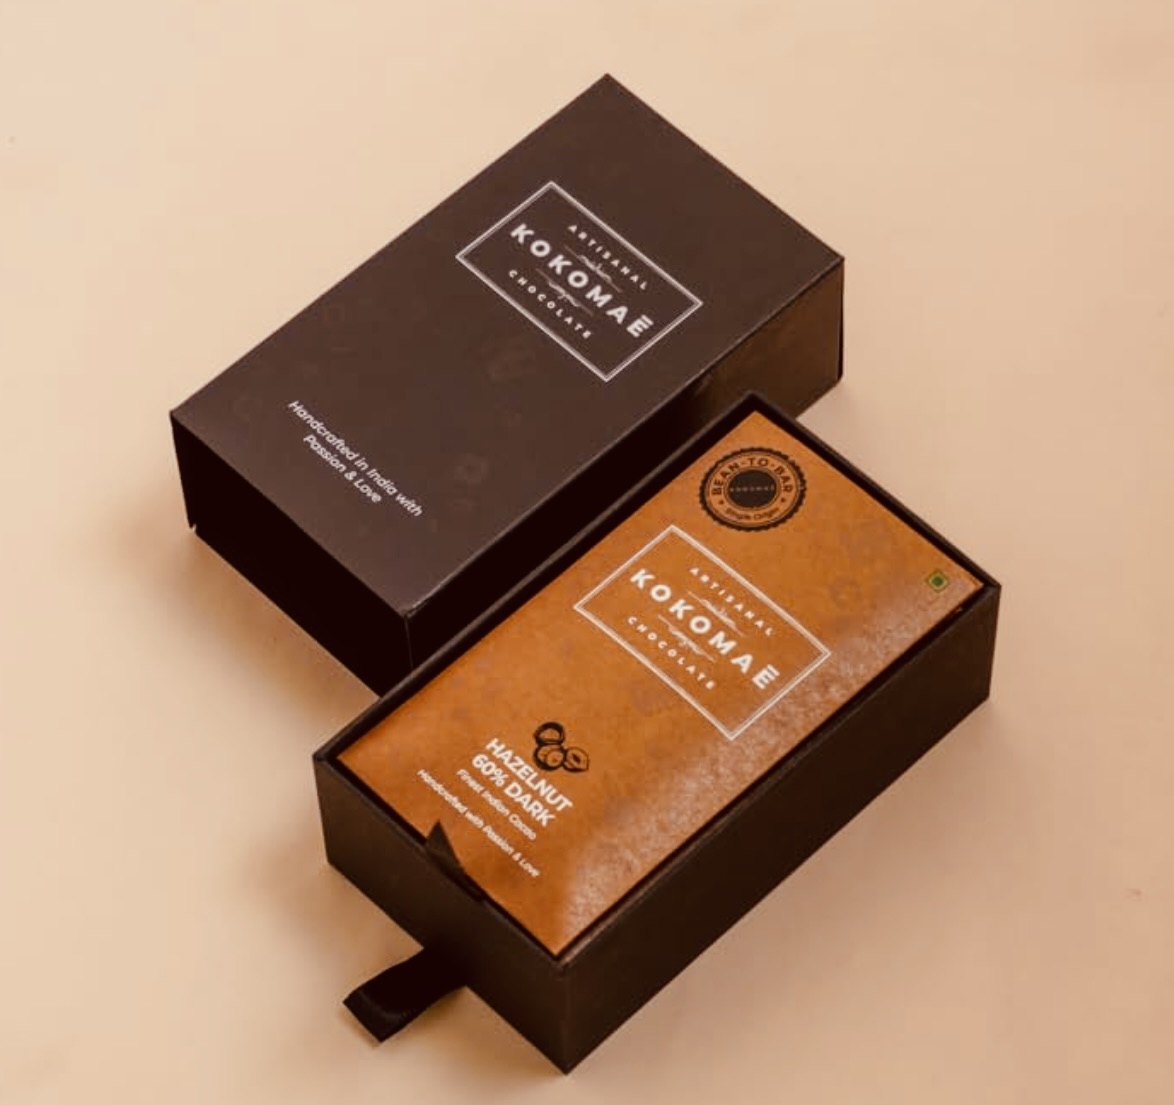 ARTISANAL
KOKOMAĒ
CHOCOLATE
Handcrafted in India with
Passion & Love
BEAN-TO-BAR
KOKOMAĒ
Single Origin
ARTISANAL
KOKOMAĒ
CHOCOLATE
HAZELNUT
60% DARK
Finest Indian Cacao
Handcrafted with Passion & Love